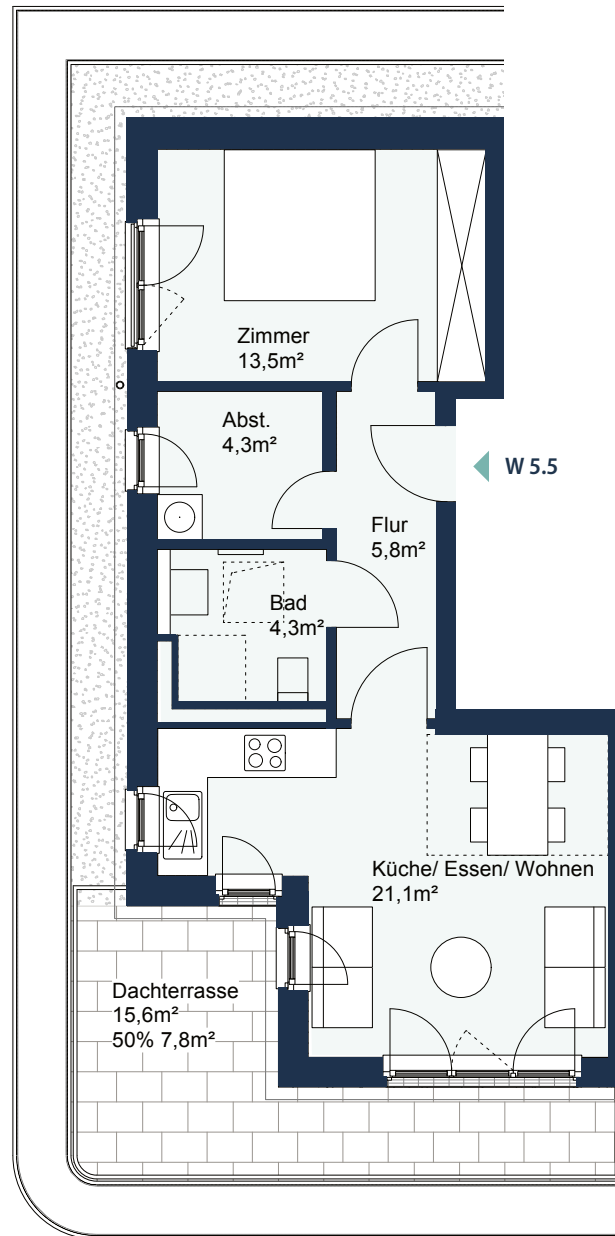 Zimmer
13,5m²
Abst.
4,3m²
W 5.5
Flur
5,8m²
Bad
4,3m²
Küche/ Essen/ Wohnen
21,1m²
Dachterrasse
15,6m²
50% 7,8m²